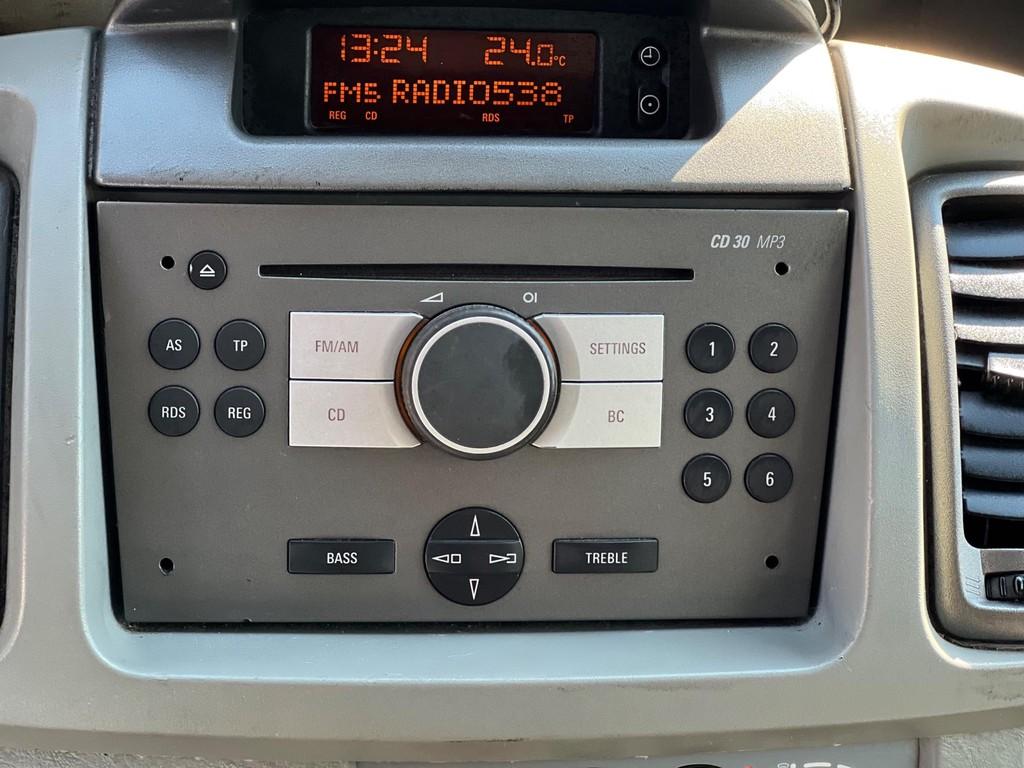 13:24 24.0°C
FM5 RADIO538
REG CD RDS TP
CD 30 MP3
AS TP
FM/AM
SETTINGS
1 2
RDS REG
CD
BC
3 4
5 6
BASS
TREBLE